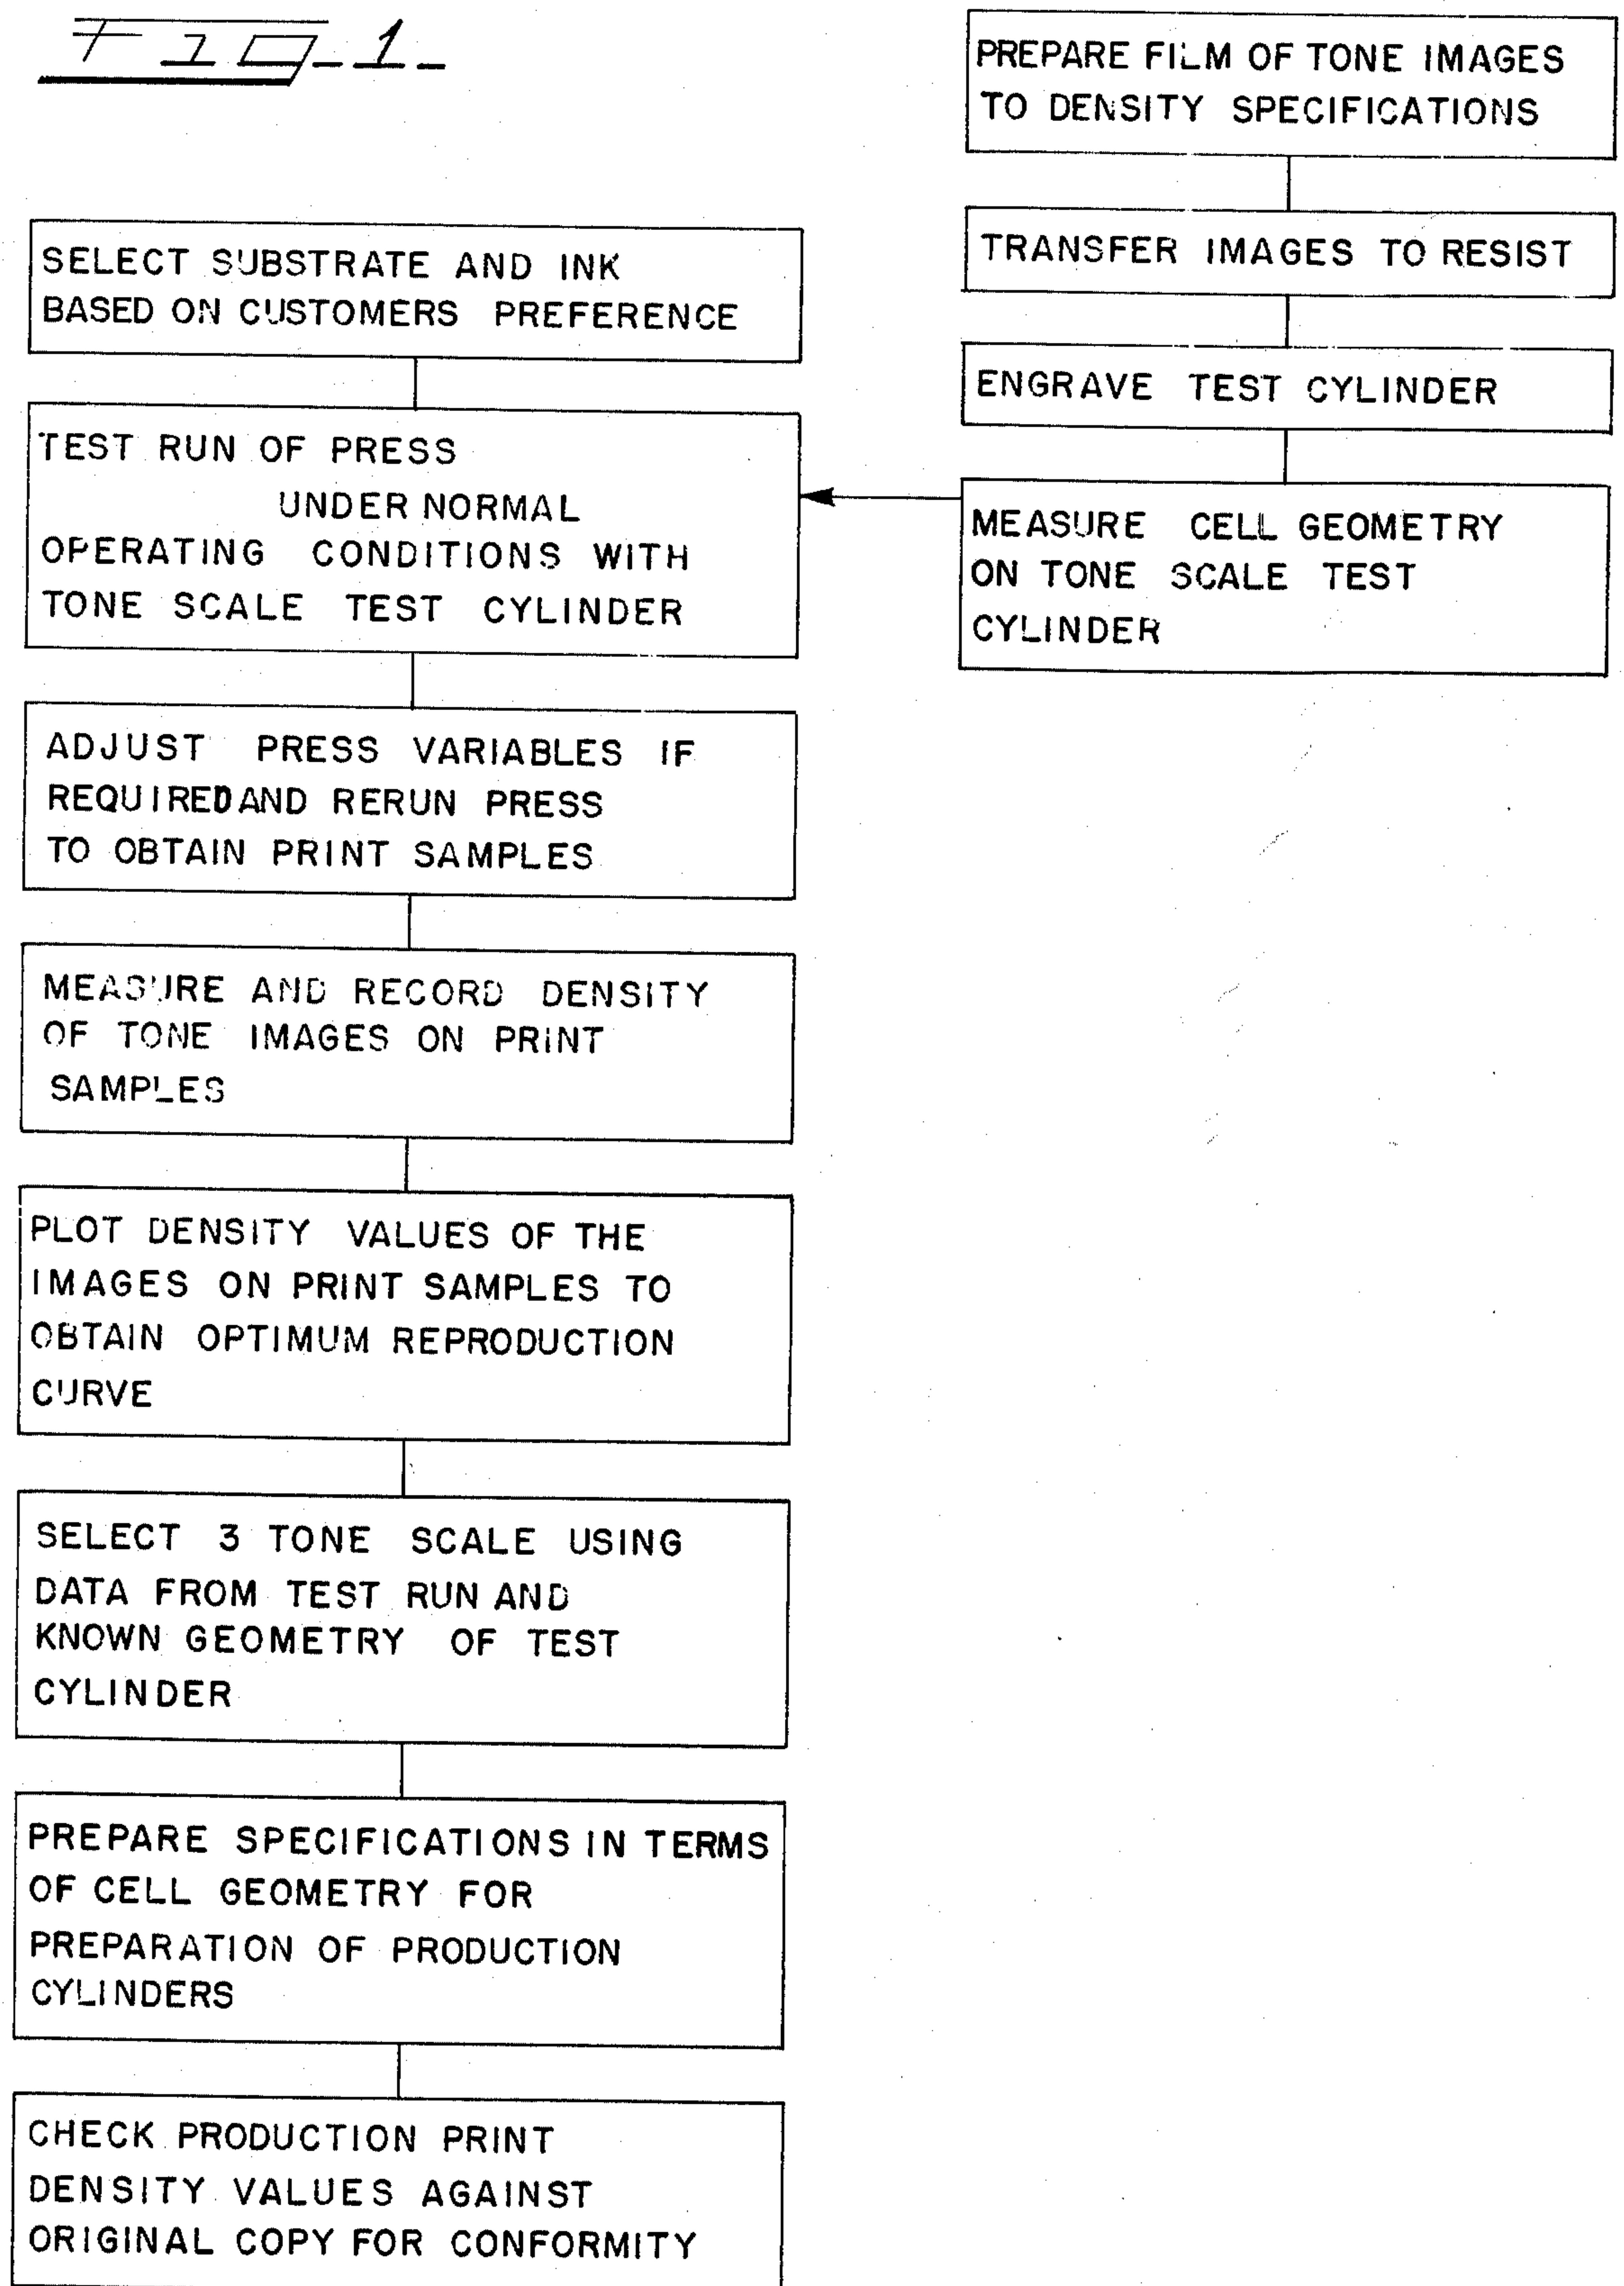 Fig-1-
PREPARE FILM OF TONE IMAGES
TO DENSITY SPECIFICATIONS
TRANSFER IMAGES TO RESIST
ENGRAVE TEST CYLINDER
MEASURE CELL GEOMETRY
ON TONE SCALE TEST
CYLINDER
SELECT SUBSTRATE AND INK
BASED ON CUSTOMERS PREFERENCE
TEST RUN OF PRESS
UNDER NORMAL
OPERATING CONDITIONS WITH
TONE SCALE TEST CYLINDER
ADJUST PRESS VARIABLES IF
REQUIRED AND RERUN PRESS
TO OBTAIN PRINT SAMPLES
MEASURE AND RECORD DENSITY
OF TONE IMAGES ON PRINT
SAMPLES
PLOT DENSITY VALUES OF THE
IMAGES ON PRINT SAMPLES TO
OBTAIN OPTIMUM REPRODUCTION
CURVE
SELECT 3 TONE SCALE USING
DATA FROM TEST RUN AND
KNOWN GEOMETRY OF TEST
CYLINDER
PREPARE SPECIFICATIONS IN TERMS
OF CELL GEOMETRY FOR
PREPARATION OF PRODUCTION
CYLINDERS
CHECK PRODUCTION PRINT
DENSITY VALUES AGAINST
ORIGINAL COPY FOR CONFORMITY